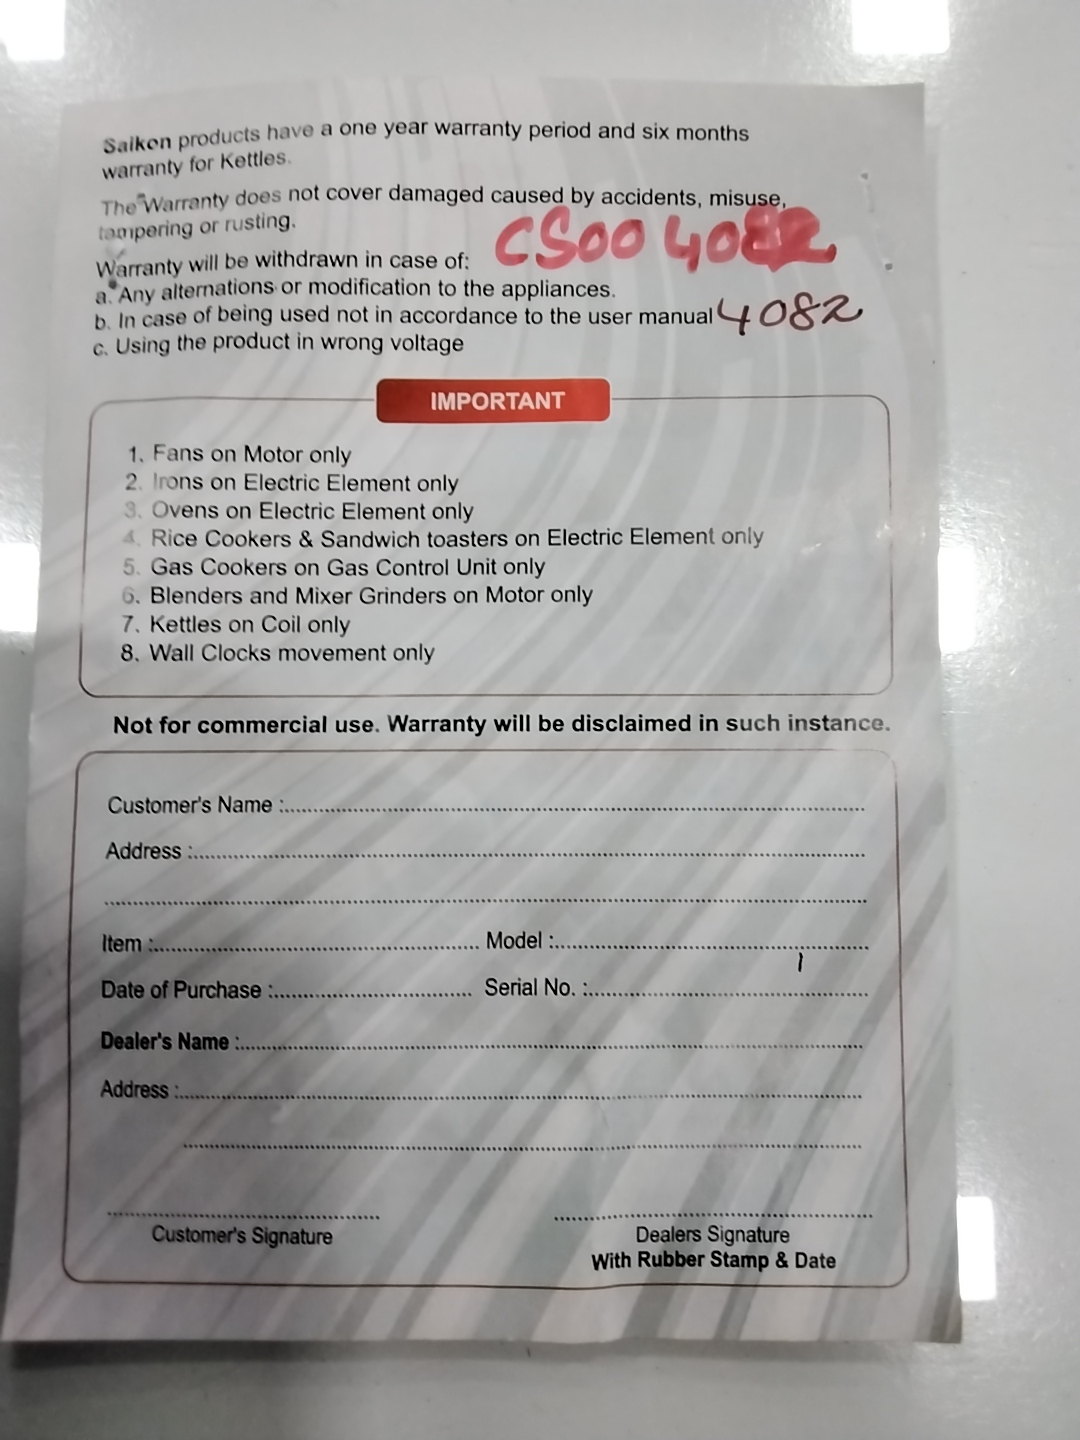 Saikon products have a one year warranty period and six months
warranty for Kettles.
The Warranty does not cover damaged caused by accidents, misuse,
tampering or rusting.
CS00 4082
Warranty will be withdrawn in case of:
a. Any alternations or modification to the appliances.
b. In case of being used not in accordance to the user manual 4082
c. Using the product in wrong voltage
IMPORTANT
1. Fans on Motor only
2. Irons on Electric Element only
3. Ovens on Electric Element only
4. Rice Cookers & Sandwich toasters on Electric Element only
5. Gas Cookers on Gas Control Unit only
6. Blenders and Mixer Grinders on Motor only
7. Kettles on Coil only
8. Wall Clocks movement only
Not for commercial use. Warranty will be disclaimed in such instance.
Customer's Name :
Address :
Item : Model :
Date of Purchase : Serial No. :
Dealer's Name :
Address :
Customer's Signature Dealers Signature
With Rubber Stamp & Date